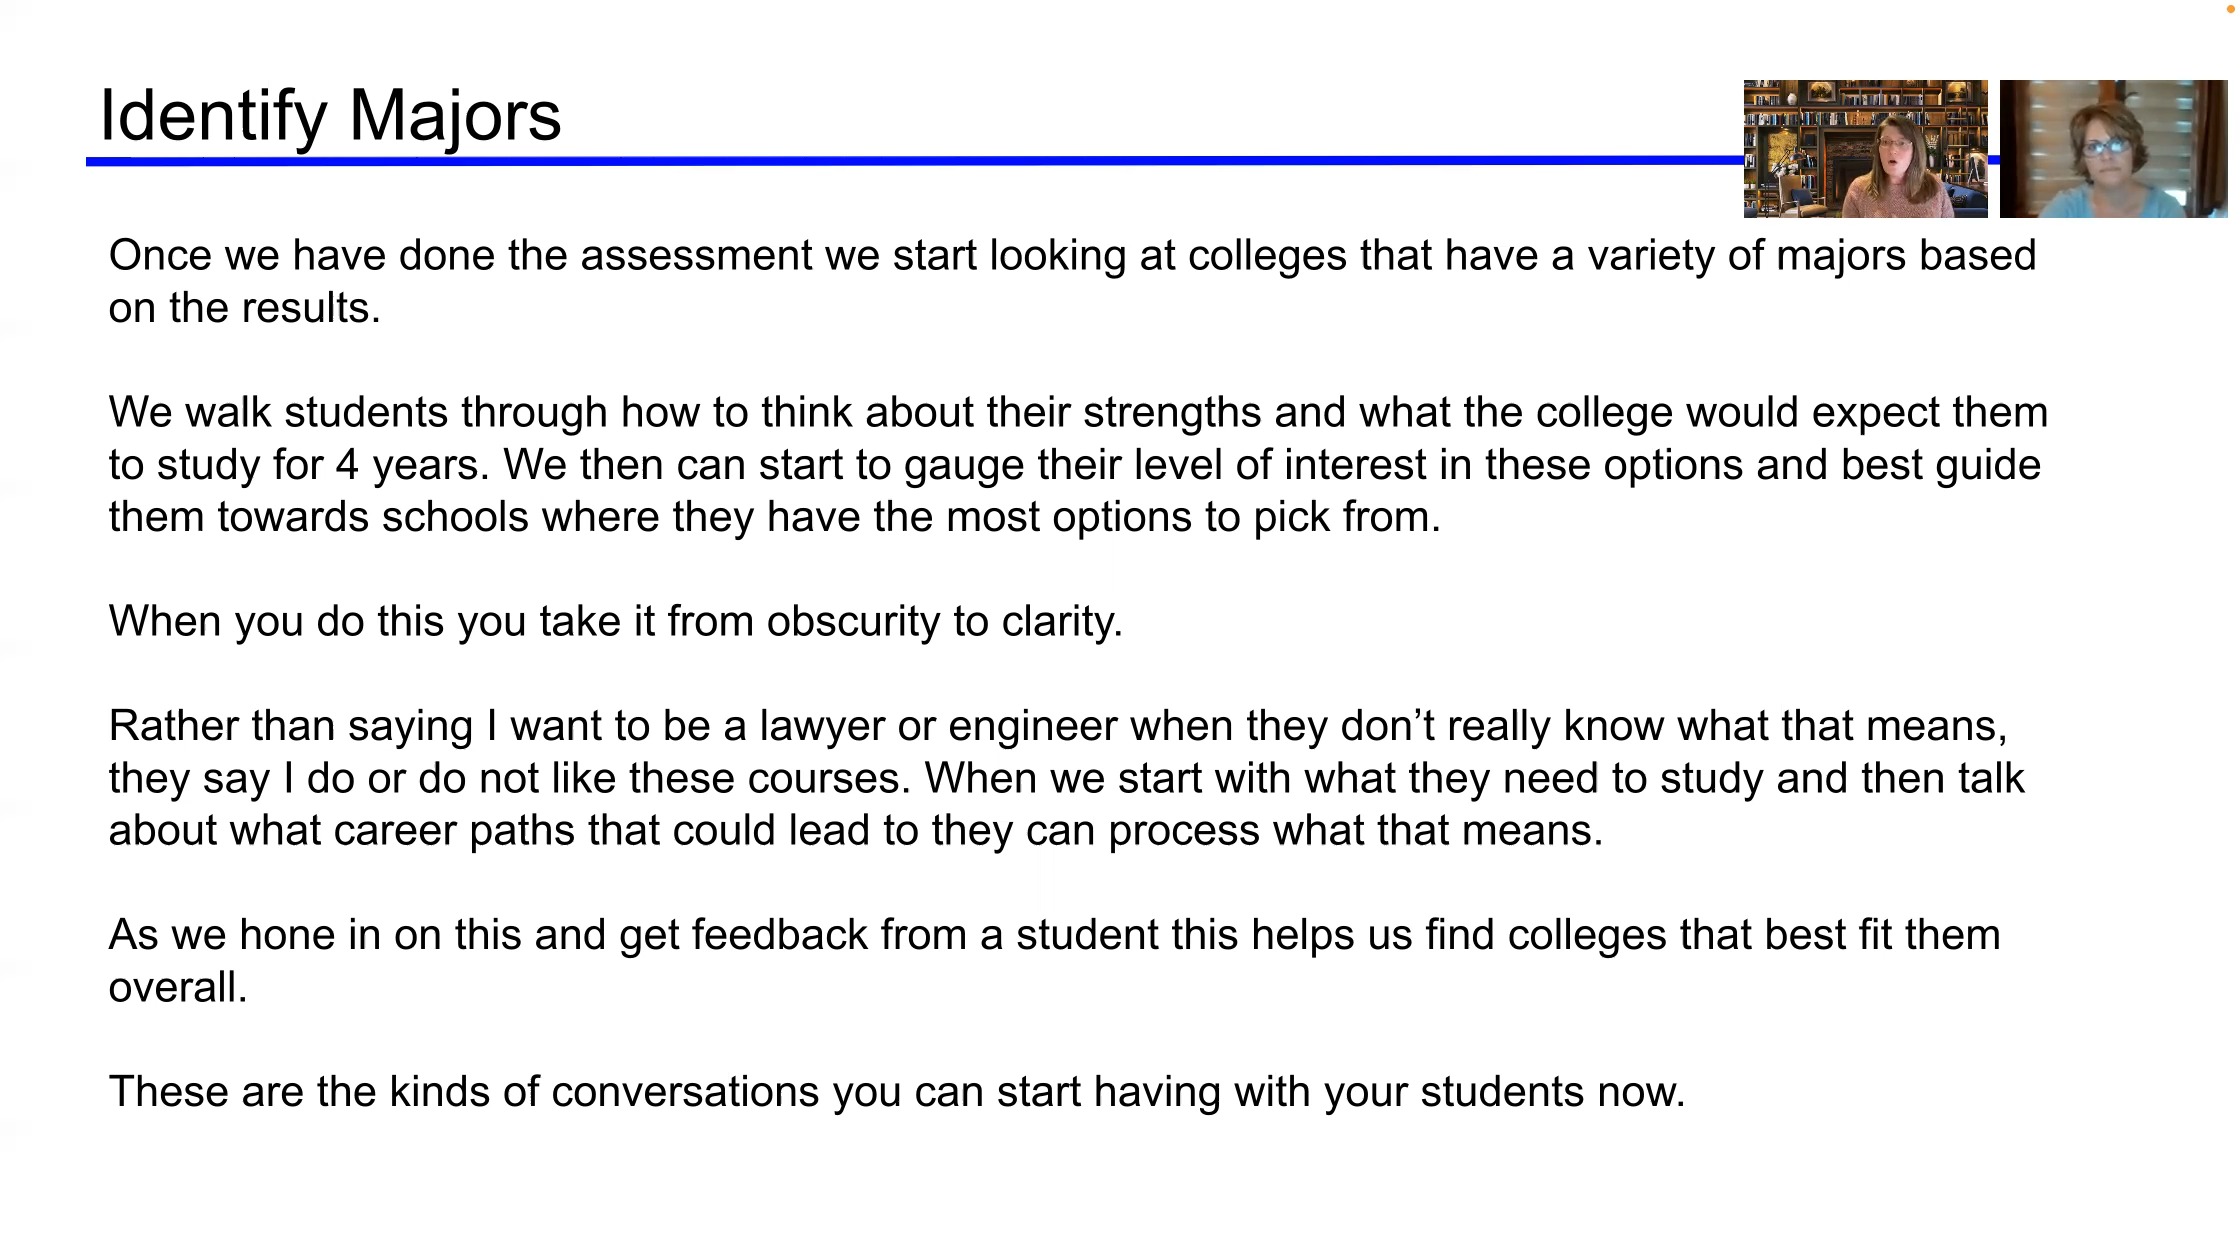 Identify Majors
Once we have done the assessment we start looking at colleges that have a variety of majors based
on the results.
We walk students through how to think about their strengths and what the college would expect them
to study for 4 years. We then can start to gauge their level of interest in these options and best guide
them towards schools where they have the most options to pick from.
When you do this you take it from obscurity to clarity.
Rather than saying I want to be a lawyer or engineer when they don’t really know what that means,
they say I do or do not like these courses. When we start with what they need to study and then talk
about what career paths that could lead to they can process what that means.
As we hone in on this and get feedback from a student this helps us find colleges that best fit them
overall.
These are the kinds of conversations you can start having with your students now.